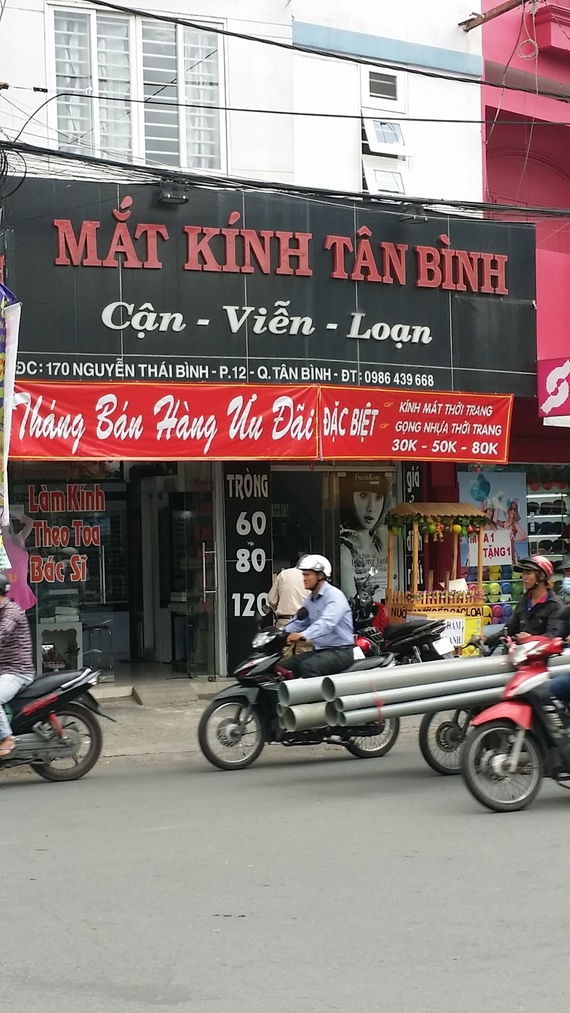 MẮT KÍNH TÂN BÌNH
Cận - Viễn - Loạn
ĐC: 170 NGUYỄN THÁI BÌNH - P.12 - Q.TÂN BÌNH - ĐT: 0986 439 668
Tháng Bán Hàng Ưu Đãi
ĐẶC BIỆT
KÍNH MÁT THỜI TRANG
GỌNG NHỰA THỜI TRANG
30K - 50K - 80K
Làm Kính
Theo Toa
Bác Sĩ
TRÒNG
60
80
120
giá
TẶNG 1